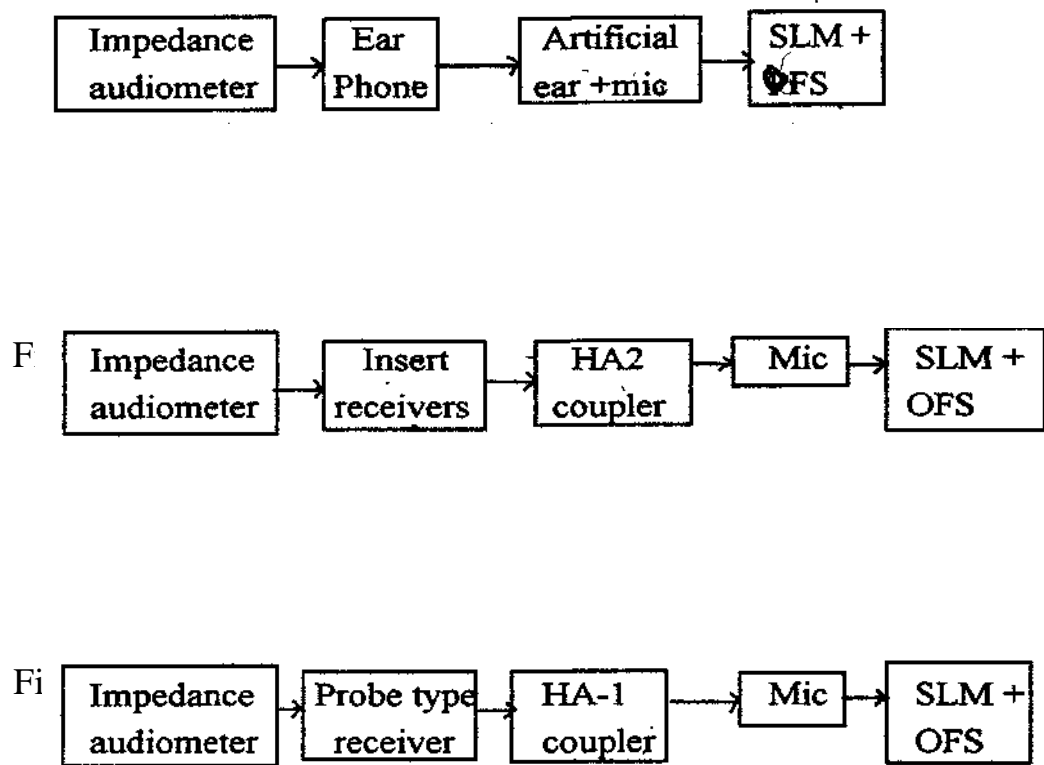 Impedance
audiometer
Ear
Phone
Artificial
ear +mic
SLM +
FS
F
Impedance
audiometer
Insert
receivers
HA2
coupler
Mic
SLM +
OFS
Fi
Impedance
audiometer
Probe type
receiver
HA-1
coupler
Mic
SLM +
OFS